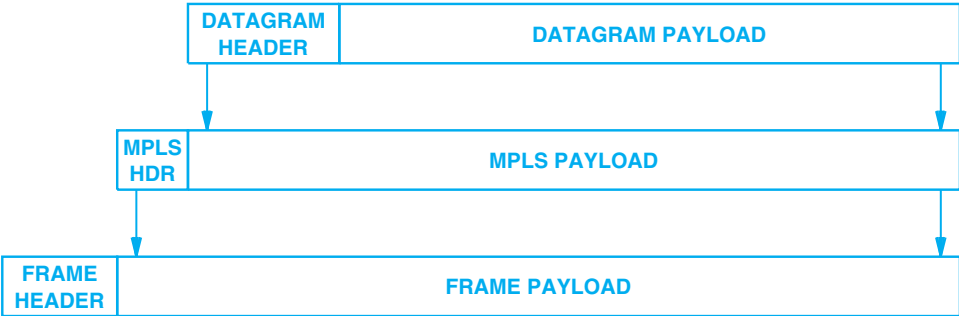 DATAGRAM
HEADER
DATAGRAM PAYLOAD
MPLS
HDR
MPLS PAYLOAD
FRAME
HEADER
FRAME PAYLOAD